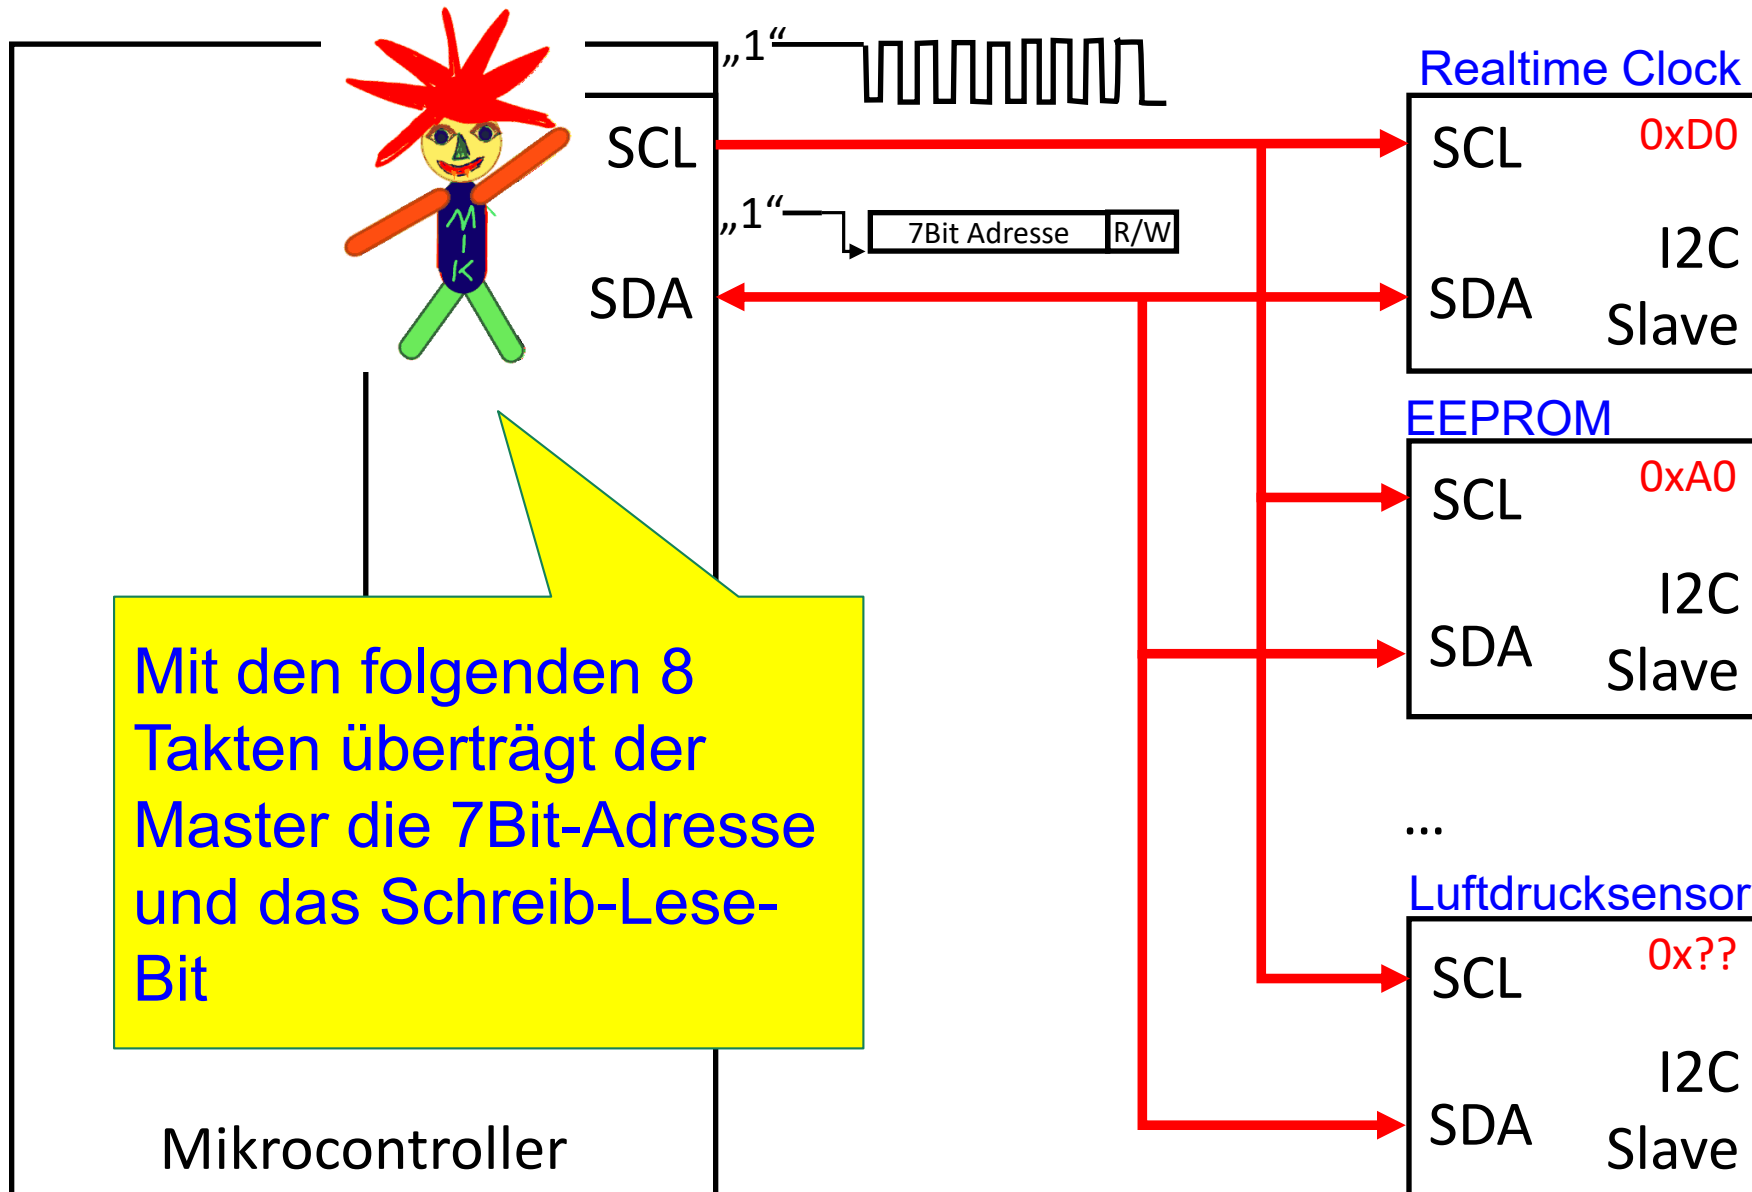 „1“
Realtime Clock
SCL
SCL
0xD0
MIK
„1“
7Bit Adresse
R/W
I2C
SDA
SDA
Slave
EEPROM
SCL
0xA0
I2C
SDA
Slave
Mit den folgenden 8
Takten überträgt der
Master die 7Bit-Adresse
und das Schreib-Lese-
Bit
...
Luftdrucksensor
SCL
0x??
I2C
SDA
Slave
Mikrocontroller